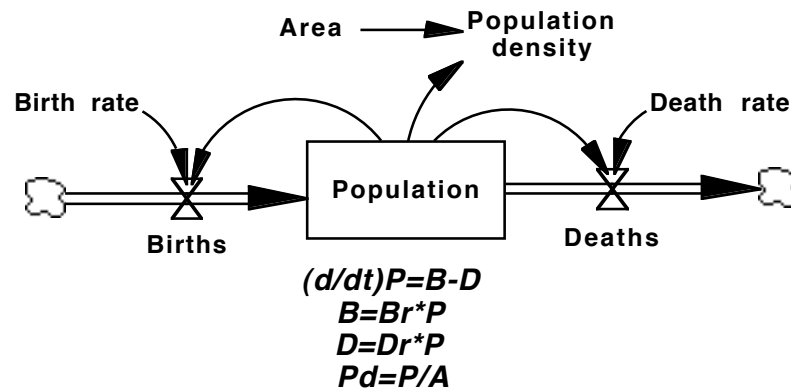 Area
Population
density
Birth rate
Death rate
Population
Births
Deaths
(d/dt)P=B-D
B=Br*P
D=Dr*P
Pd=P/A